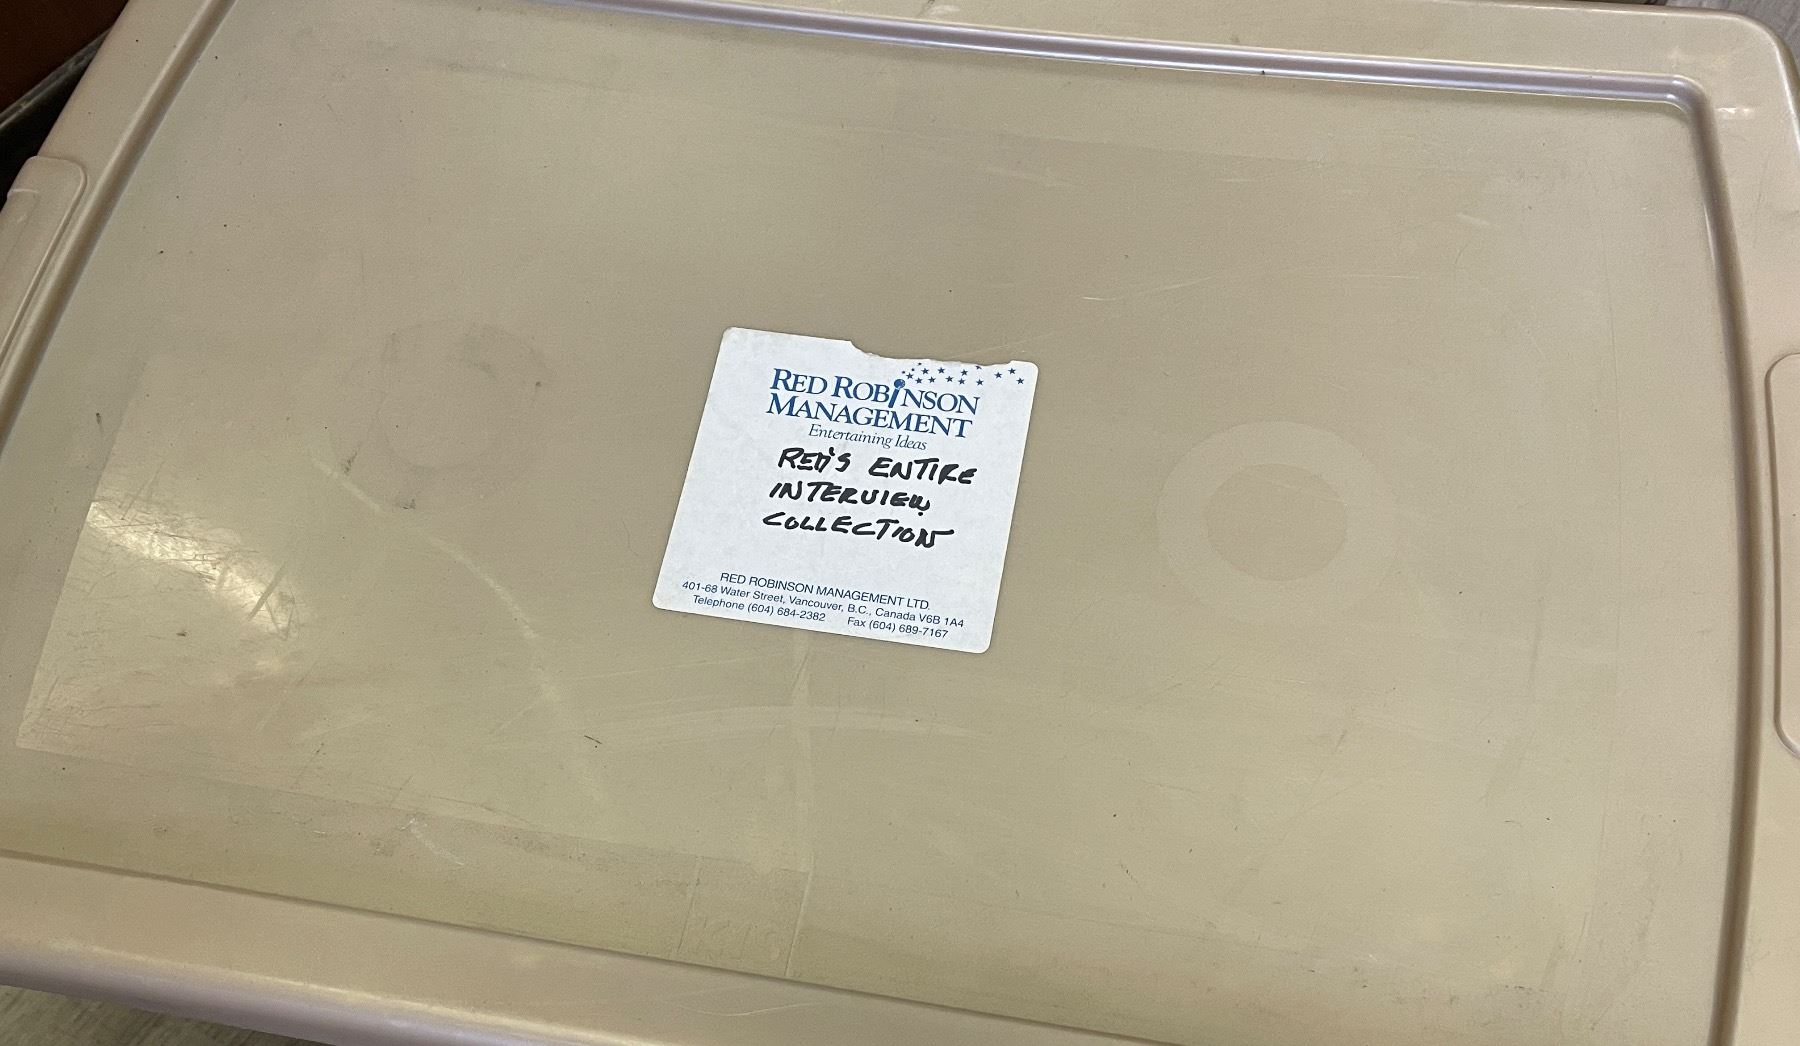 RED ROBINSON
MANAGEMENT
Entertaining Ideas
RED'S ENTIRE
INTERVIEW
COLLECTION
RED ROBINSON MANAGEMENT LTD.
401-68 Water Street, Vancouver, B.C., Canada V6B 1A4
Telephone (604) 684-2382 Fax (604) 689-7167